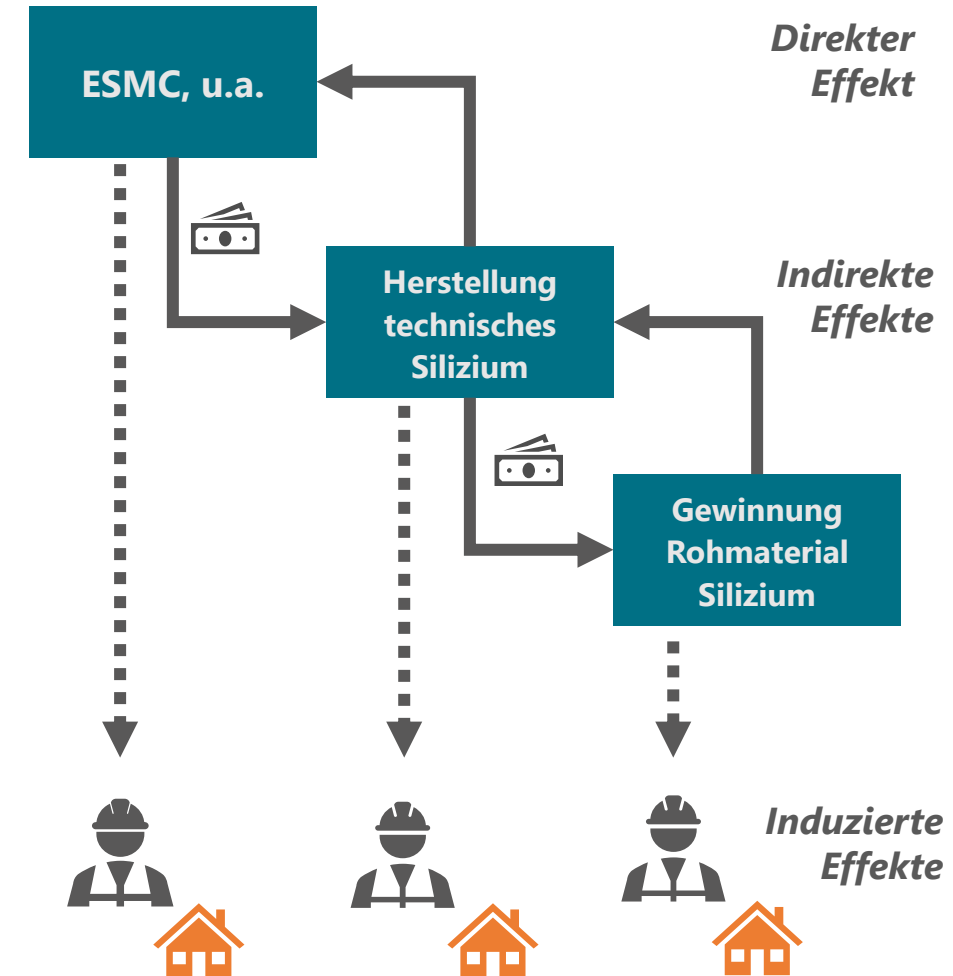 ESMC, u.a.
Direkter
Effekt
Herstellung
technisches
Silizium
Indirekte
Effekte
Gewinnung
Rohmaterial
Silizium
Induzierte
Effekte